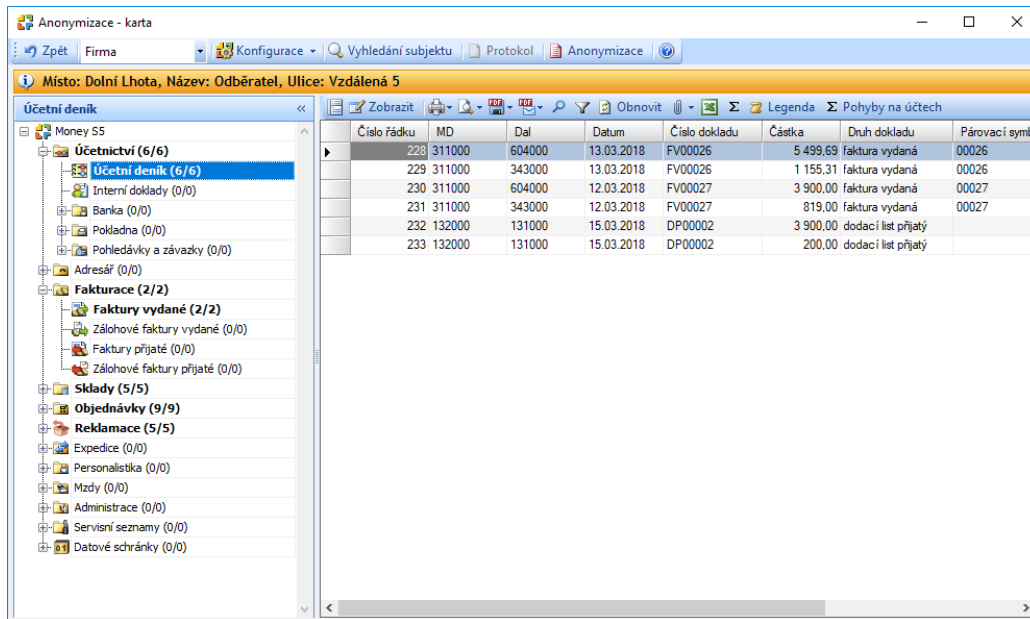 Anonymizace - karta
Zpět Firma Konfigurace Vyhledání subjektu Protokol Anonymizace
Místo: Dolní Lhota, Název: Odběratel, Ulice: Vzdálená 5
Účetní deník «
Zobrazit Obnovit Σ Legenda Σ Pohyby na účtech
Číslo řádku MD Dal Datum Číslo dokladu Částka Druh dokladu Párovací symb
228 311000 604000 13.03.2018 FV00026 5 499,69 faktura vydaná 00026
229 311000 343000 13.03.2018 FV00026 1 155,31 faktura vydaná 00026
230 311000 604000 12.03.2018 FV00027 3 900,00 faktura vydaná 00027
231 311000 343000 12.03.2018 FV00027 819,00 faktura vydaná 00027
232 132000 131000 15.03.2018 DP00002 3 900,00 dodací list přijatý
233 132000 131000 15.03.2018 DP00002 200,00 dodací list přijatý
Money S5
Účetnictví (6/6)
Účetní deník (6/6)
Interní doklady (0/0)
Banka (0/0)
Pokladna (0/0)
Pohledávky a závazky (0/0)
Adresář (0/0)
Fakturace (2/2)
Faktury vydané (2/2)
Zálohové faktury vydané (0/0)
Faktury přijaté (0/0)
Zálohové faktury přijaté (0/0)
Sklady (5/5)
Objednávky (9/9)
Reklamace (5/5)
Expedice (0/0)
Personalistika (0/0)
Mzdy (0/0)
Administrace (0/0)
Servisní seznamy (0/0)
Datové schránky (0/0)